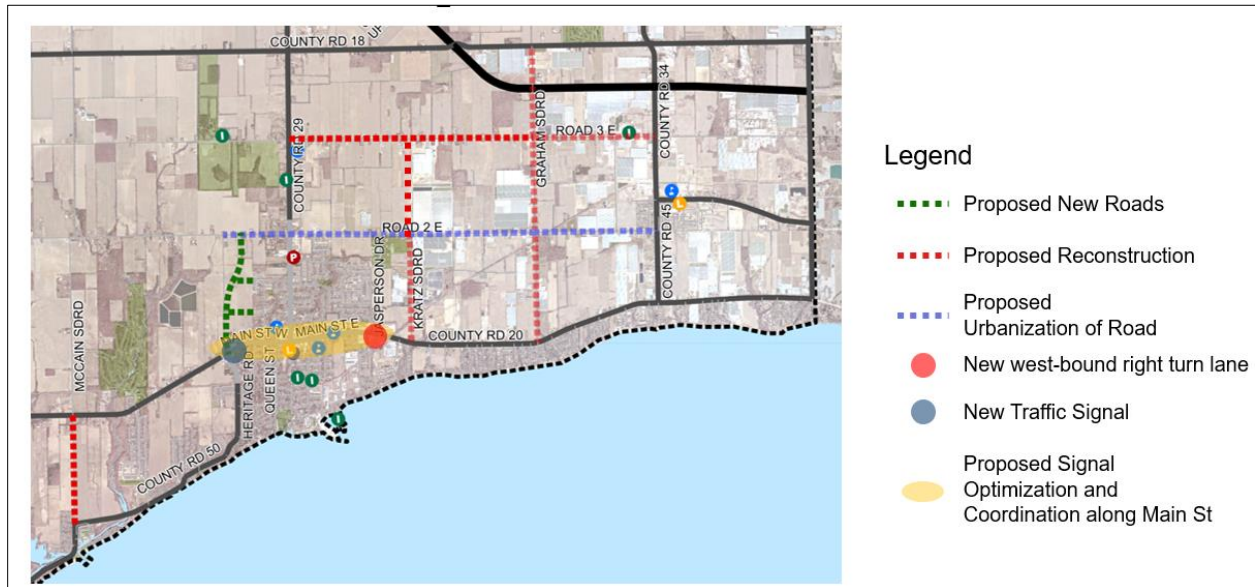 COUNTY RD 18
UP
COUNTY RD 34
COUNTY RD 29
GRAHAM SDRD
ROAD 3 E
ROAD 2 E
COUNTY RD 45
P
JASPERSON DR
KRATZ SDRD
MAIN ST W
MAIN ST E
COUNTY RD 20
MCCAIN SDRD
HERITAGE RD
QUEEN ST
L
L
COUNTY RD 50
Legend
Proposed New Roads
Proposed Reconstruction
Proposed
Urbanization of Road
New west-bound right turn lane
New Traffic Signal
Proposed Signal
Optimization and
Coordination along Main St